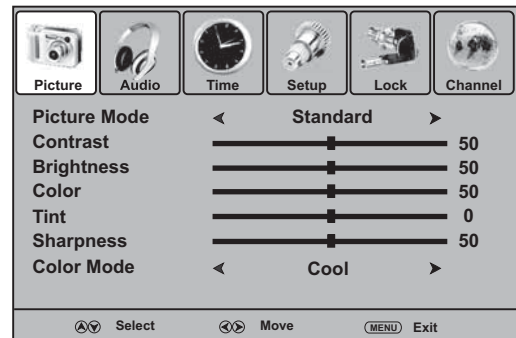 Picture Audio Time Setup Lock Channel
Picture Mode Standard
Contrast 50
Brightness 50
Color 50
Tint 0
Sharpness 50
Color Mode Cool
Select Move MENU Exit